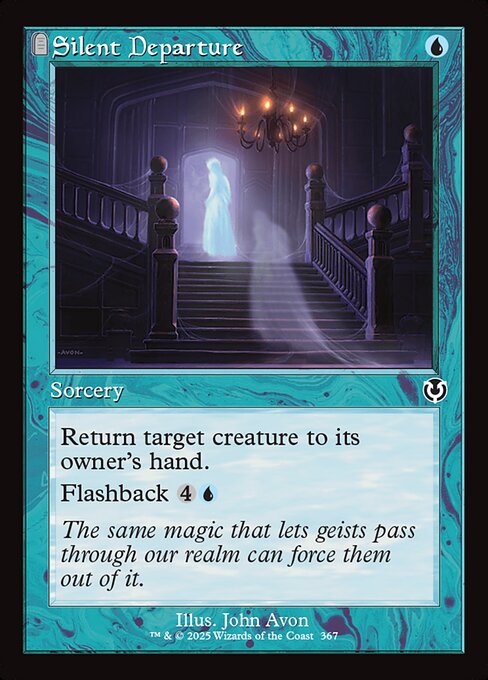 Silent Departure
-AVON-
Sorcery
Return target creature to its
owner's hand.
Flashback 4
The same magic that lets geists pass
through our realm can force them
out of it.
Illus. John Avon
™ & © 2025 Wizards of the Coast 367